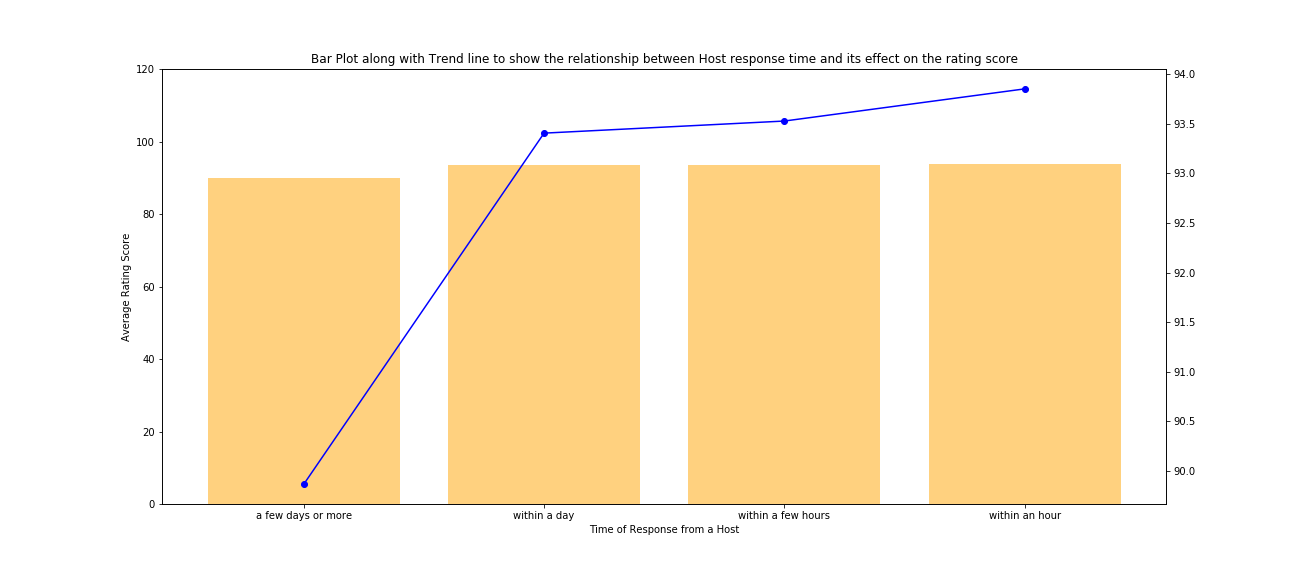 Bar Plot along with Trend line to show the relationship between Host response time and its effect on the rating score
120
100
80
60
40
20
0
Average Rating Score
94.0
93.5
93.0
92.5
92.0
91.5
91.0
90.5
90.0
a few days or more
within a day
within a few hours
within an hour
Time of Response from a Host